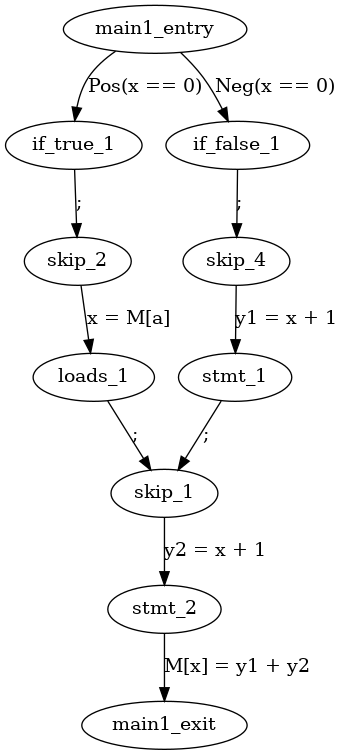 main1_entry
Pos(x == 0)
Neg(x == 0)
if_true_1
if_false_1
;
;
skip_2
skip_4
x = M[a]
y1 = x + 1
loads_1
stmt_1
;
;
skip_1
y2 = x + 1
stmt_2
M[x] = y1 + y2
main1_exit